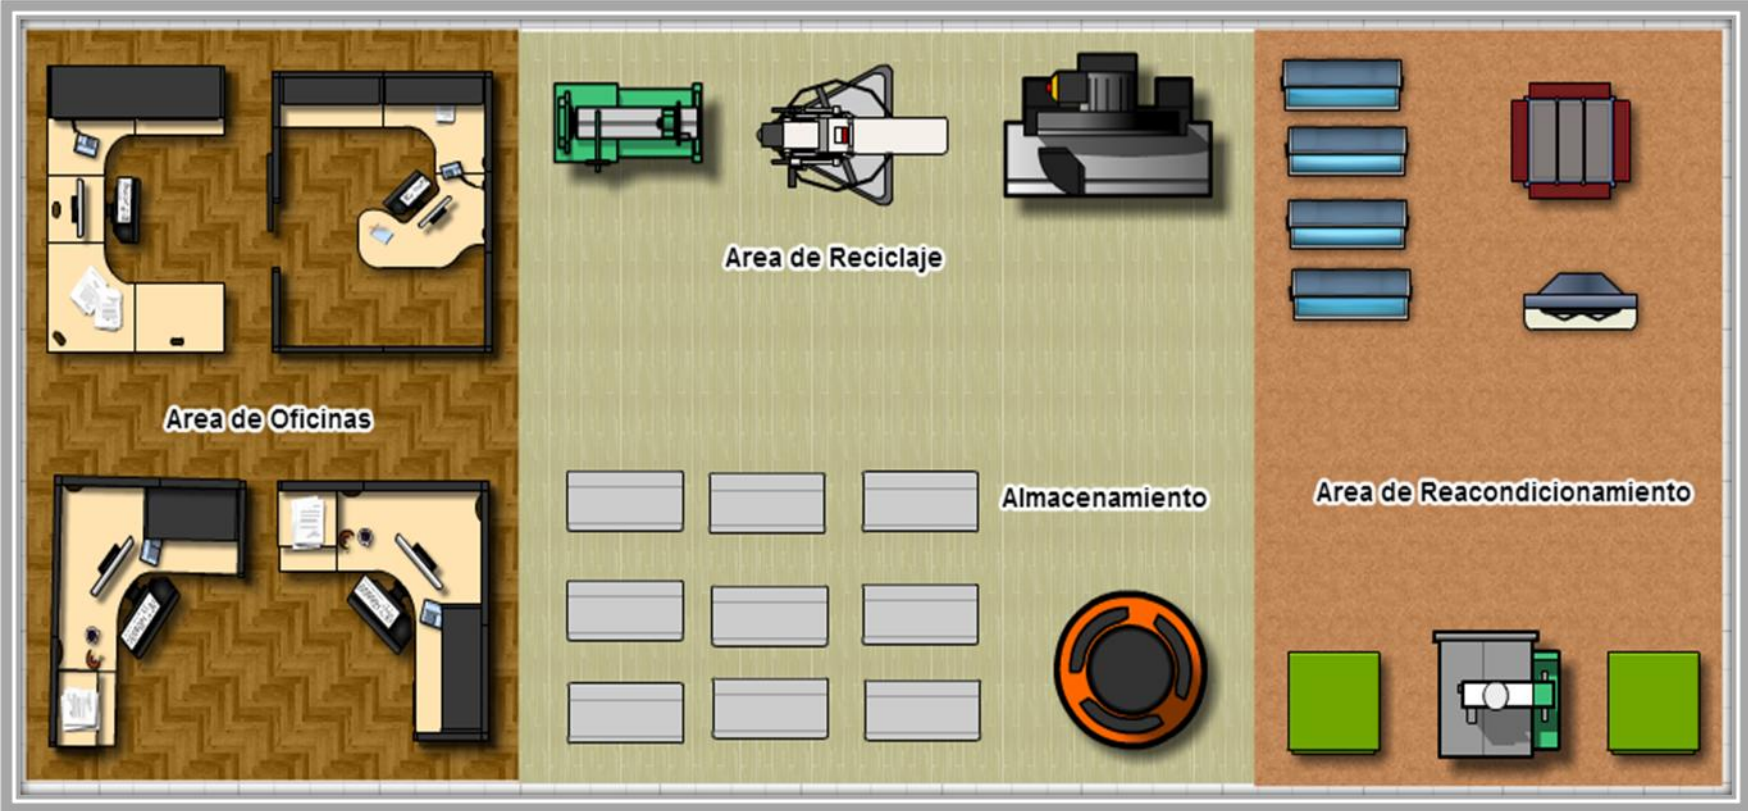 Area de Reciclaje
Area de Oficinas
Almacenamiento
Area de Reacondicionamiento